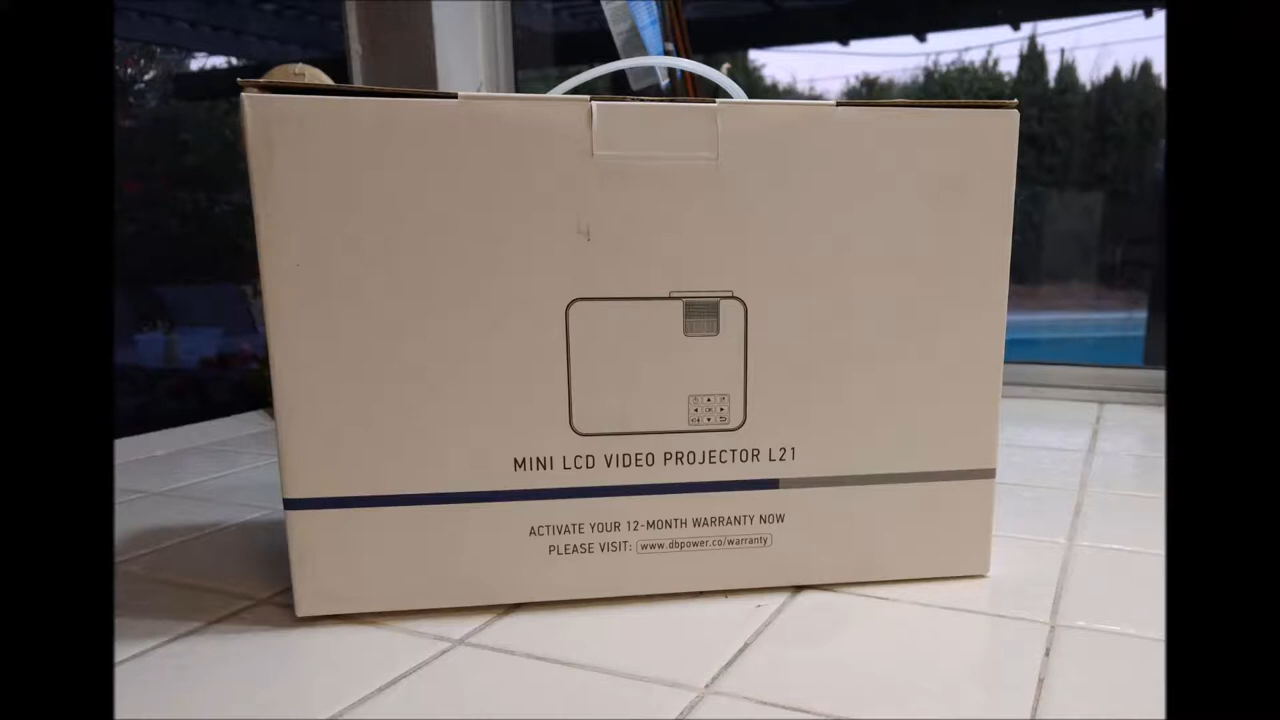 MINI LCD VIDEO PROJECTOR L21
ACTIVATE YOUR 12-MONTH WARRANTY NOW
PLEASE VISIT: www.dbpower.co/warranty